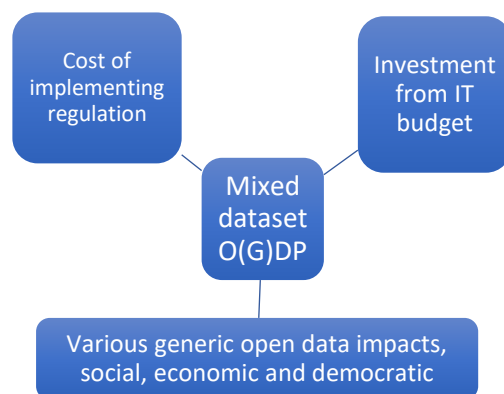 Cost of
implementing
regulation
Investment
from IT
budget
Mixed
dataset
O(G)DP
Various generic open data impacts,
social, economic and democratic